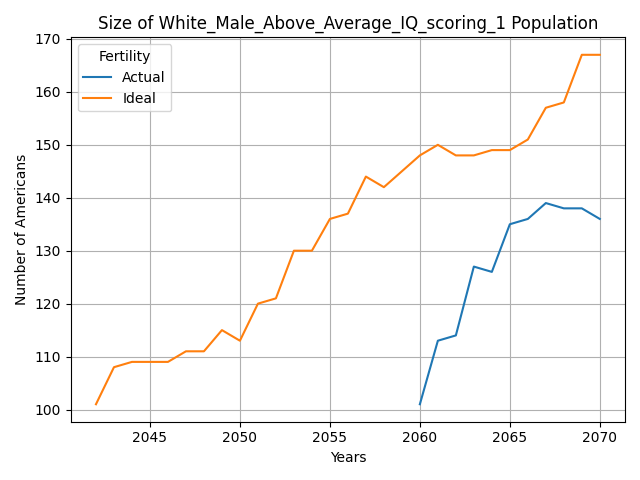 Size of White_Male_Above_Average_IQ_scoring_1 Population
170
160
150
140
130
120
110
100
Number of Americans
Fertility
Actual
Ideal
2045 2050 2055 2060 2065 2070
Years